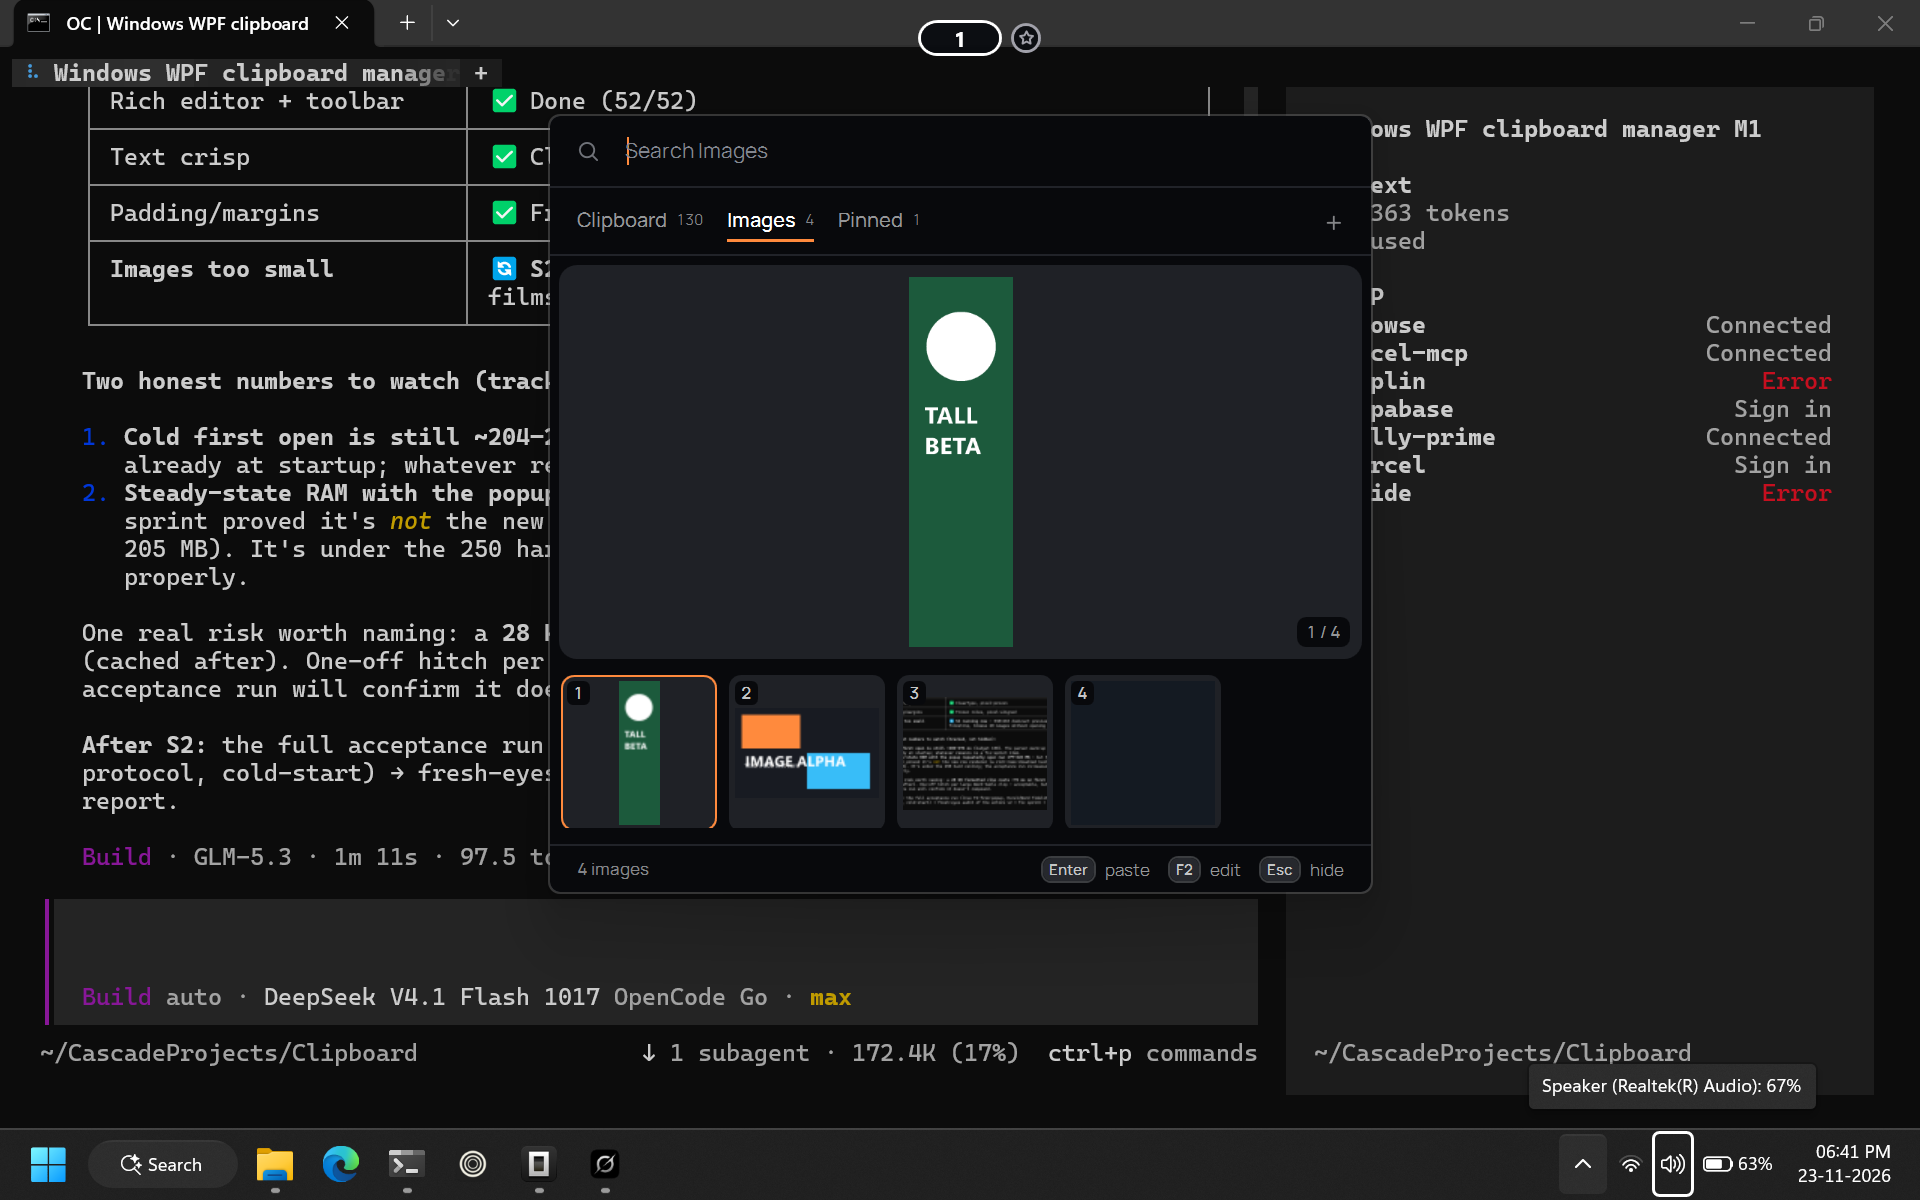 OC | Windows WPF clipboard
1
Windows WPF clipboard manager +
Rich editor + toolbar
Done (52/52)
Text crisp
Padding/margins
Images too small
films
Two honest numbers to watch (track
1. Cold first open is still ~204-2
already at startup; whatever re
2. Steady-state RAM with the popup
sprint proved it's not the new
205 MB). It's under the 250 har
properly.
One real risk worth naming: a 28 k
(cached after). One-off hitch per
acceptance run will confirm it doe
After S2: the full acceptance run
protocol, cold-start) → fresh-eyes
report.
Build · GLM-5.3 · 1m 11s · 97.5 to
Build auto · DeepSeek V4.1 Flash 1017 OpenCode Go · max
~/CascadeProjects/Clipboard
↓ 1 subagent · 172.4K (17%) ctrl+p commands
Search Images
Clipboard 130 Images 4 Pinned 1 +
TALL
BETA
1 / 4
1
TALL
BETA
2
IMAGE ALPHA
3
4
4 images
Enter paste F2 edit Esc hide
ows WPF clipboard manager M1
ext
363 tokens
used
P
owse Connected
cel-mcp Connected
plin Error
pabase Sign in
lly-prime Connected
rcel Sign in
ide Error
~/CascadeProjects/Clipboard
Speaker (Realtek(R) Audio): 67%
Search
63%
06:41 PM
23-11-2026